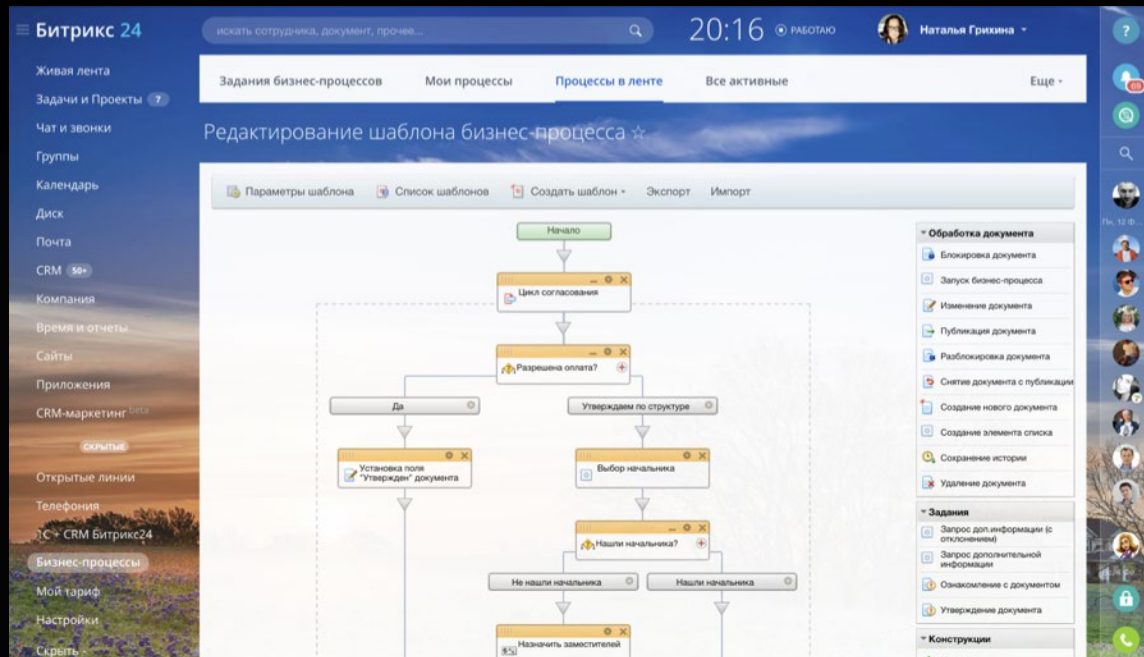 Битрикс 24
искать сотрудника, документ, прочее...
20:16
РАБОТАЮ
Наталья Грихина
?
Живая лента
Задачи и Проекты 7
Чат и звонки
Группы
Календарь
Диск
Почта
CRM 50+
Компания
Время и отчеты
Сайты
Приложения
CRM-маркетинг beta
СКРЫТЫЕ
Открытые линии
Телефония
1С + CRM Битрикс24
Бизнес-процессы
Мой тариф
Настройки
Скрыть
Задания бизнес-процессов
Мои процессы
Процессы в ленте
Все активные
Еще
69
Редактирование шаблона бизнес-процесса
Параметры шаблона
Список шаблонов
Создать шаблон
Экспорт
Импорт
Начало
Цикл согласования
Разрешена оплата?
Да
Утверждаем по структуре
Установка поля
"Утвержден" документа
Выбор начальника
Нашли начальника?
Не нашли начальника
Нашли начальника
Назначить заместителей
Обработка документа
Блокировка документа
Запуск бизнес-процесса
Изменение документа
Публикация документа
Разблокировка документа
Снятие документа с публикации
Создание нового документа
Создание элемента списка
Сохранение истории
Удаление документа
Задания
Запрос доп.информации (с
отклонением)
Запрос дополнительной
информации
Ознакомление с документом
Утверждение документа
Конструкции
Пн, 12 Ф...